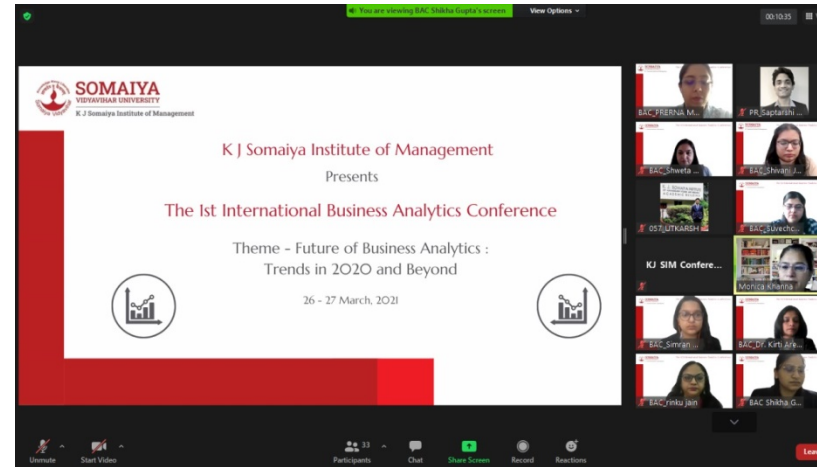 You are viewing BAC Shikha Gupta's screen
View Options
00:10:35
SOMAIYA
VIDYAVIHAR UNIVERSITY
K J Somaiya Institute of Management
K J Somaiya Institute of Management
Presents
The 1st International Business Analytics Conference
Theme - Future of Business Analytics :
Trends in 2020 and Beyond
26 - 27 March, 2021
BAC_PRERNA M...
PR_Saptarshi ...
BAC_Shweta ...
BAC_Shivani J...
057_UTKARSH
BAC_Suvechc...
KJ SIM Confere...
Monica Khanna
BAC_Simran ...
BAC_Dr. Kirti Are...
BAC_rinku jain
BAC Shikha G...
Unmute
Start Video
33
Participants
Chat
Share Screen
Record
Reactions
Leav